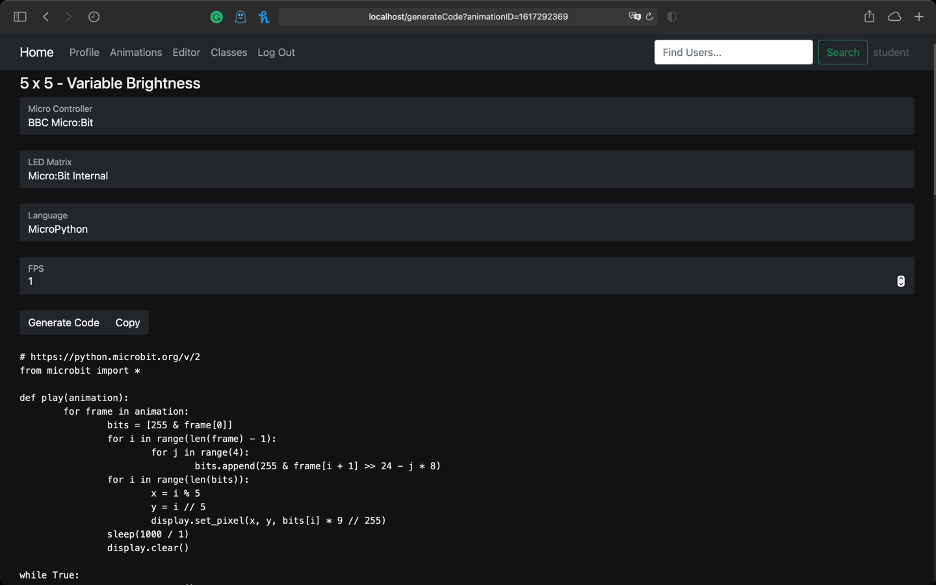 localhost/generateCode?animationID=1617292369
Home Profile Animations Editor Classes Log Out Find Users... Search student
5 x 5 - Variable Brightness
Micro Controller
BBC Micro:Bit
LED Matrix
Micro:Bit Internal
Language
MicroPython
FPS
1
Generate Code Copy
# https://python.microbit.org/v/2
from microbit import *
def play(animation):
for frame in animation:
bits = [255 & frame[0]]
for i in range(len(frame) - 1):
for j in range(4):
bits.append(255 & frame[i + 1] >> 24 - j * 8)
for i in range(len(bits)):
x = i % 5
y = i // 5
display.set_pixel(x, y, bits[i] * 9 // 255)
sleep(1000 / 1)
display.clear()
while True: